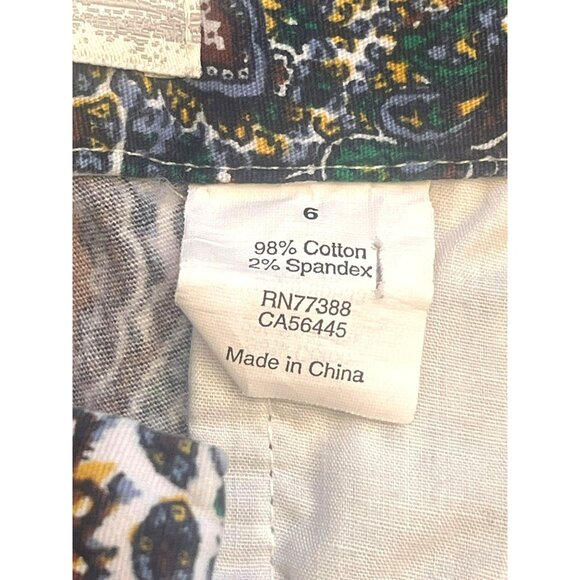 6
98% Cotton
2% Spandex
RN77388
CA56445
Made in China